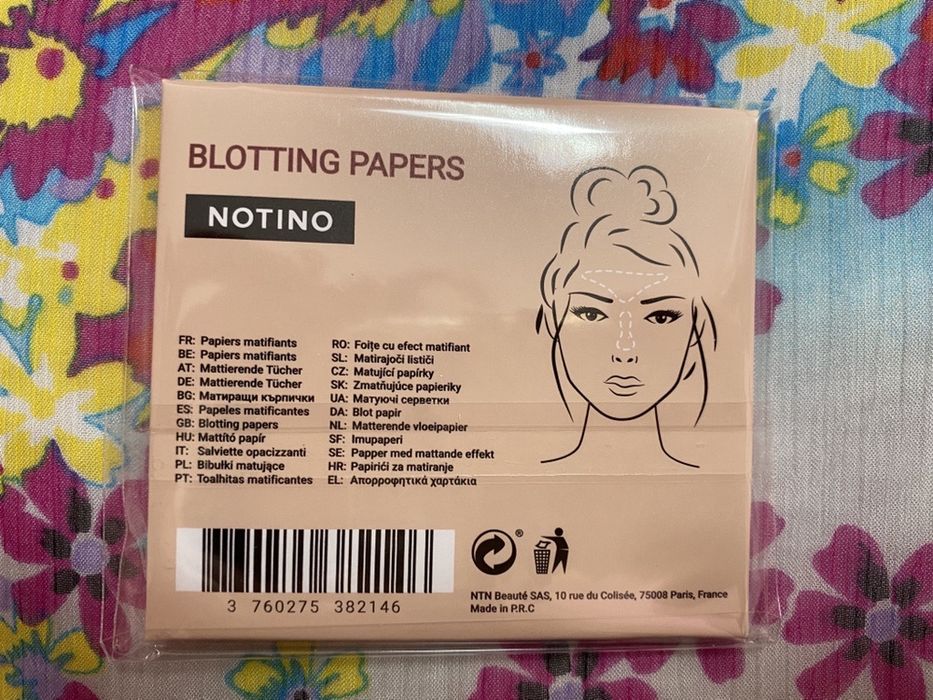 BLOTTING PAPERS
NOTINO
FR: Papiers matifiants
BE: Papiers matifiants
AT: Mattierende Tücher
DE: Mattierende Tücher
BG: Матиращи кърпички
ES: Papeles matificantes
GB: Blotting papers
HU: Mattító papír
IT: Salviette opacizzanti
PL: Bibułki matujące
PT: Toalhitas matificantes
RO: Foițe cu efect matifiant
SL: Matirajoči lističi
CZ: Matující papírky
SK: Zmatňujúce papieriky
UA: Матуючі серветки
DA: Blot papir
NL: Matterende vloeipapier
SF: Imupaperi
SE: Papper med mattande effekt
HR: Papirići za matiranje
EL: Απορροφητικά χαρτάκια
3 760275 382146
®
NTN Beauté SAS, 10 rue du Colisée, 75008 Paris, France
Made in P.R.C